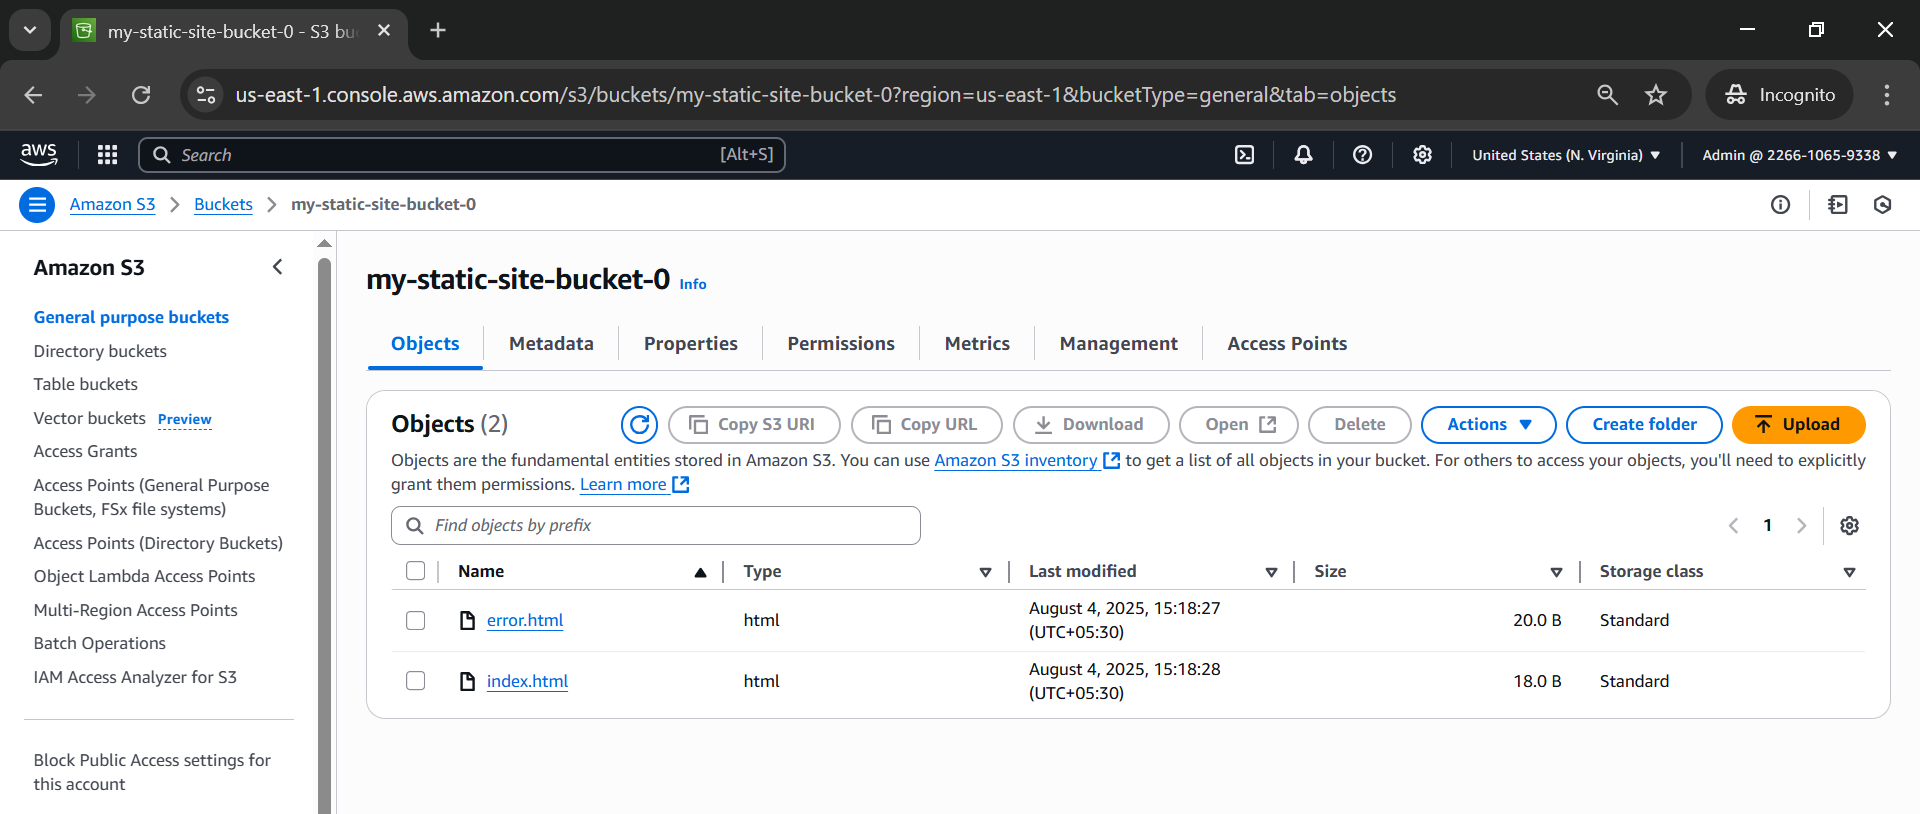 my-static-site-bucket-0 - S3 bu
us-east-1.console.aws.amazon.com/s3/buckets/my-static-site-bucket-0?region=us-east-1&bucketType=general&tab=objects
Incognito
aws
Search
[Alt+S]
United States (N. Virginia)
Admin @ 2266-1065-9338
Amazon S3
Buckets
my-static-site-bucket-0
Amazon S3
General purpose buckets
Directory buckets
Table buckets
Vector buckets Preview
Access Grants
Access Points (General Purpose
Buckets, FSx file systems)
Access Points (Directory Buckets)
Object Lambda Access Points
Multi-Region Access Points
Batch Operations
IAM Access Analyzer for S3
Block Public Access settings for
this account
my-static-site-bucket-0 Info
Objects
Metadata
Properties
Permissions
Metrics
Management
Access Points
Objects (2)
Copy S3 URI
Copy URL
Download
Open
Delete
Actions
Create folder
Upload
Objects are the fundamental entities stored in Amazon S3. You can use Amazon S3 inventory to get a list of all objects in your bucket. For others to access your objects, you'll need to explicitly
grant them permissions. Learn more
Find objects by prefix
1
Name Type Last modified Size Storage class
error.html html August 4, 2025, 15:18:27 20.0 B Standard
(UTC+05:30)
index.html html August 4, 2025, 15:18:28 18.0 B Standard
(UTC+05:30)